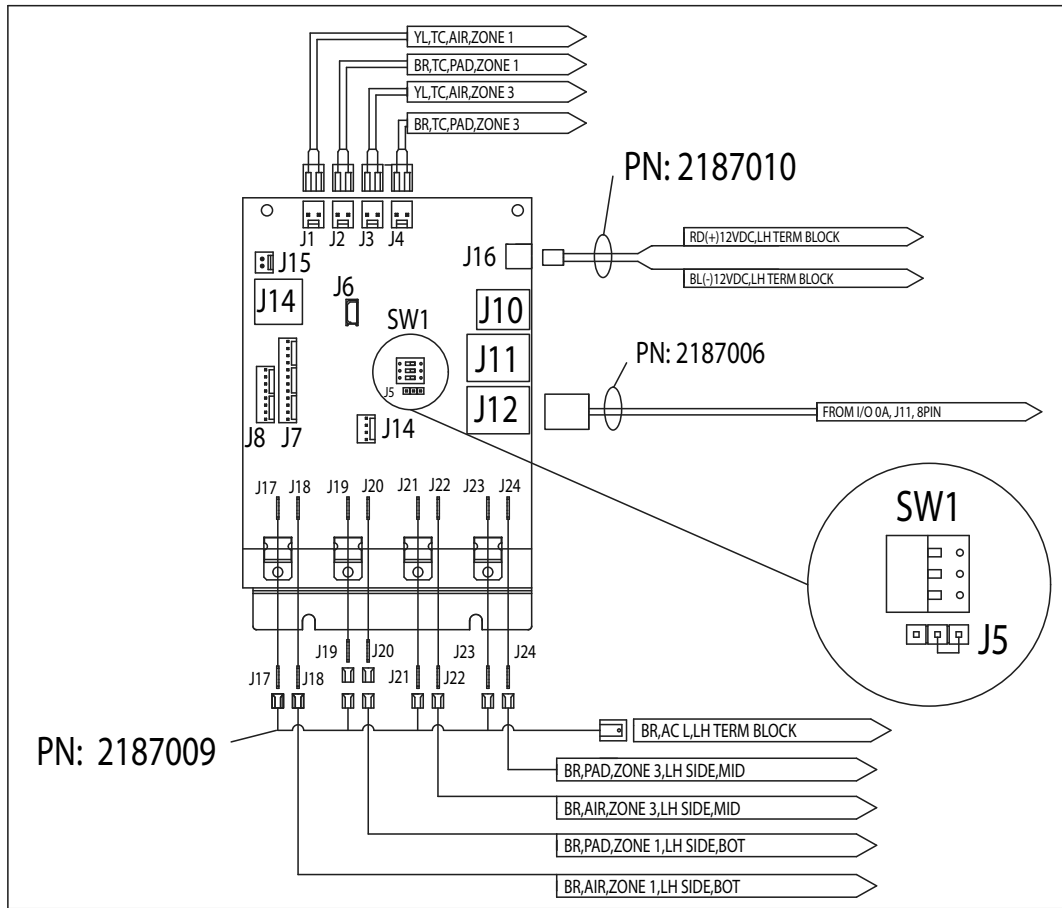 YL,TC,AIR,ZONE 1
BR,TC,PAD,ZONE 1
YL,TC,AIR,ZONE 3
BR,TC,PAD,ZONE 3
PN: 2187010
J1 J2 J3 J4
RD(+)12VDC,LH TERM BLOCK
J15
J16
BL(-)12VDC,LH TERM BLOCK
J14
J6
J10
SW1
J11
PN: 2187006
J5
J12
FROM I/O 0A, J11, 8PIN
J8 J7
J14
J17 J18 J19 J20 J21 J22 J23 J24
SW1
J5
J19 J20 J23 J24
J17 J18 J21 J22
BR,AC L,LH TERM BLOCK
PN: 2187009
BR,PAD,ZONE 3,LH SIDE,MID
BR,AIR,ZONE 3,LH SIDE,MID
BR,PAD,ZONE 1,LH SIDE,BOT
BR,AIR,ZONE 1,LH SIDE,BOT